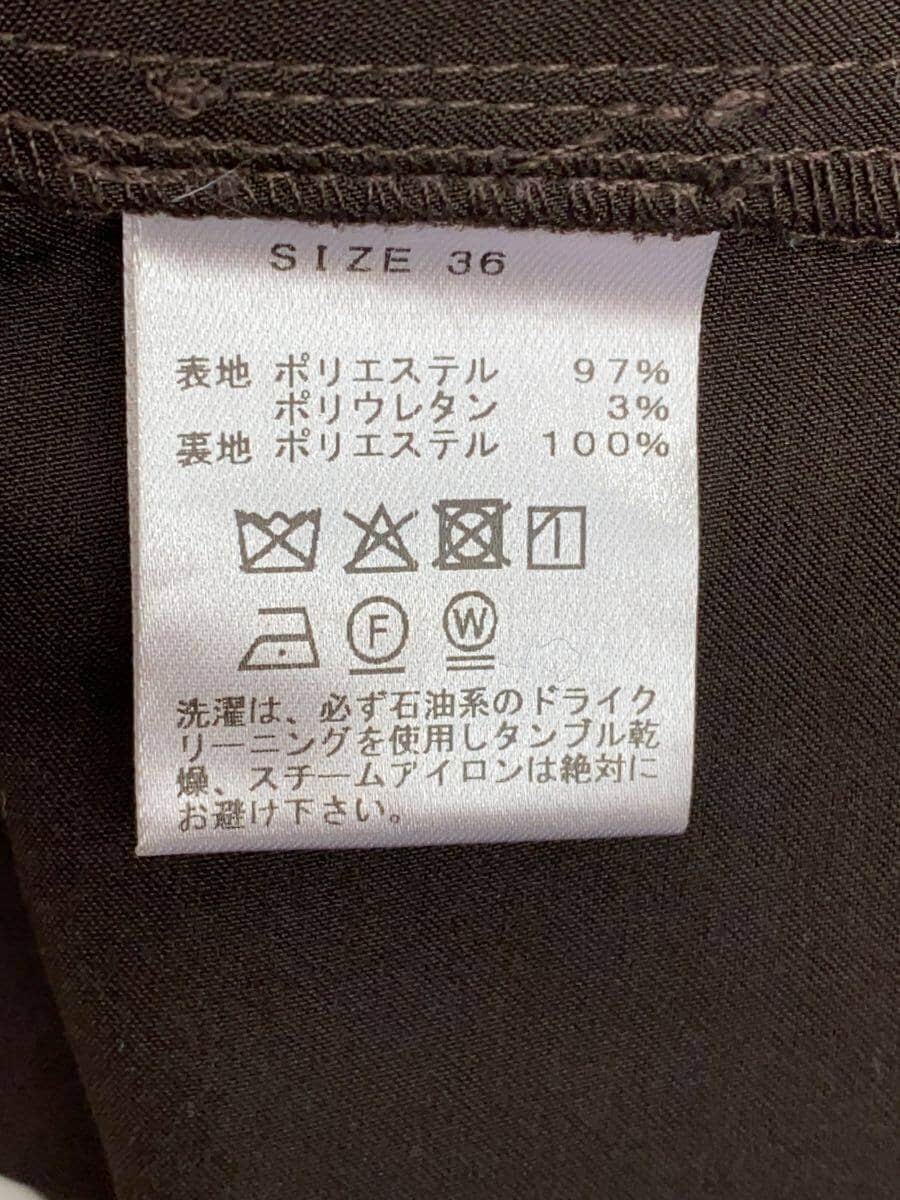 SIZE 36
表地 ポリエステル 97%
ポリウレタン 3%
裏地 ポリエステル 100%
F W
洗濯は、必ず石油系のドライク
リーニングを使用しタンブル乾
燥、スチームアイロンは絶対に
お避け下さい。